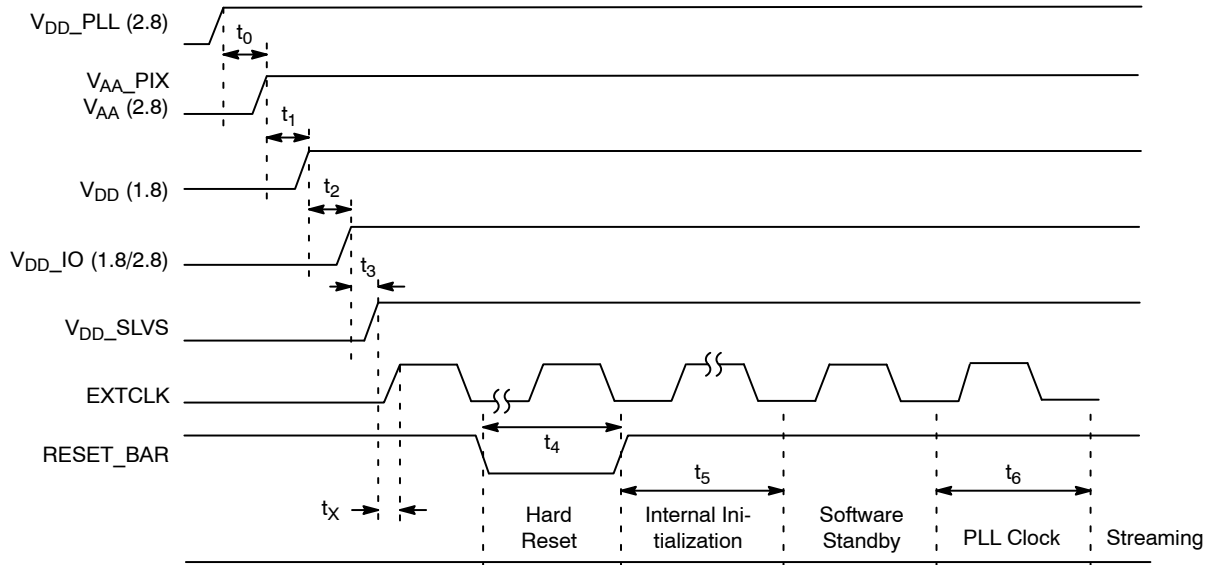 V_DD_PLL (2.8)
t_0
V_AA_PIX
V_AA (2.8)
t_1
V_DD (1.8)
t_2
V_DD_IO (1.8/2.8)
t_3
V_DD_SLVS
EXTCLK
RESET_BAR
t_4
t_5
t_6
t_X
Hard
Reset
Internal Ini-
tialization
Software
Standby
PLL Clock
Streaming